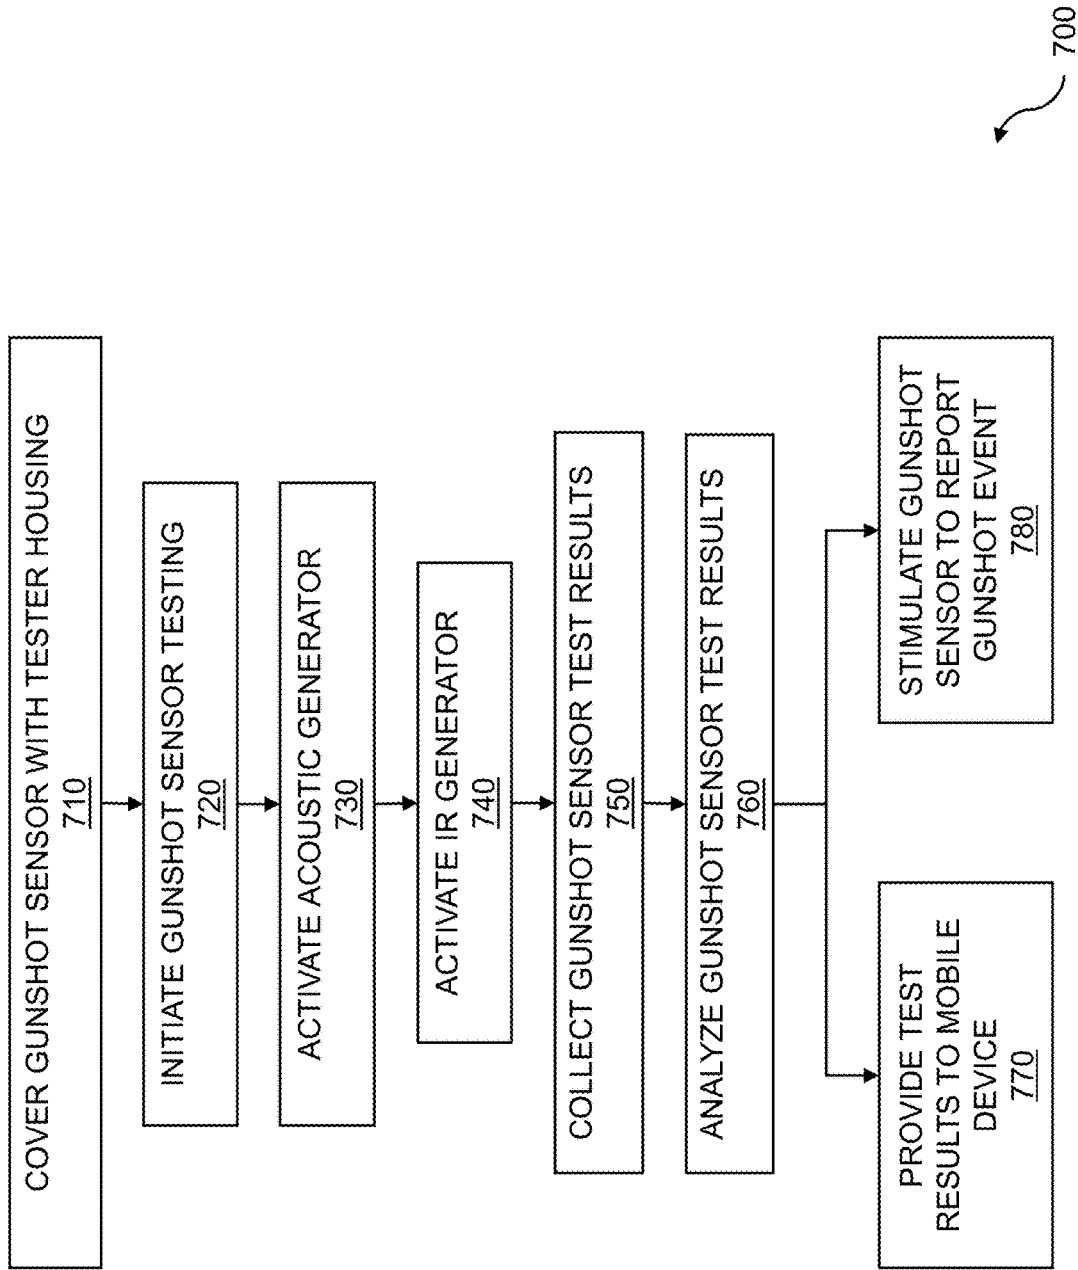 700
COVER GUNSHOT SENSOR WITH TESTER HOUSING
710
INITIATE GUNSHOT SENSOR TESTING
720
ACTIVATE ACOUSTIC GENERATOR
730
ACTIVATE IR GENERATOR
740
COLLECT GUNSHOT SENSOR TEST RESULTS
750
ANALYZE GUNSHOT SENSOR TEST RESULTS
760
PROVIDE TEST
RESULTS TO MOBILE
DEVICE
770
STIMULATE GUNSHOT
SENSOR TO REPORT
GUNSHOT EVENT
780